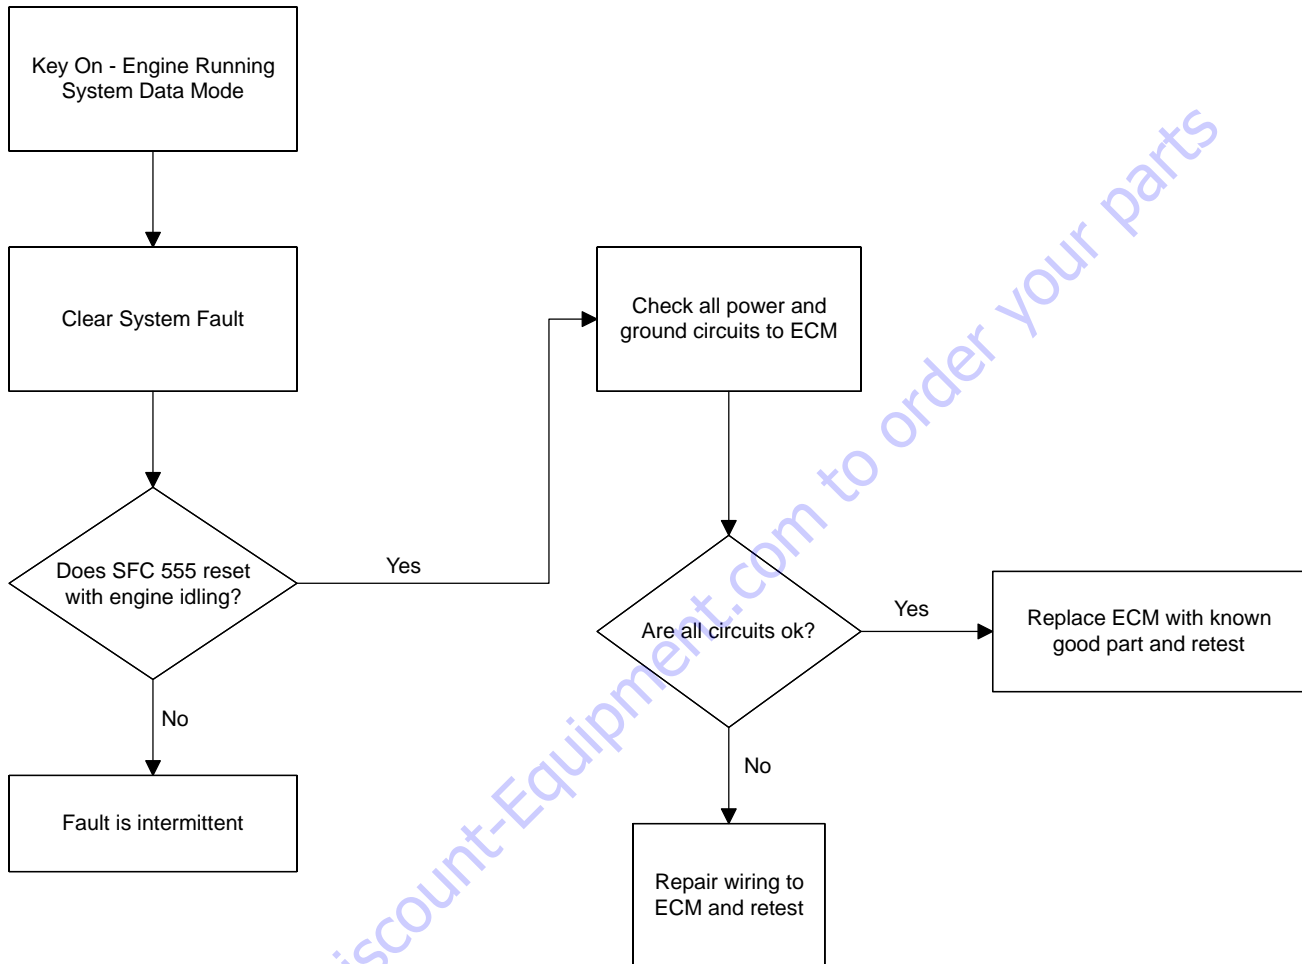 Key On - Engine Running
System Data Mode
Clear System Fault
Does SFC 555 reset
with engine idling?
Yes
No
Fault is intermittent
Check all power and
ground circuits to ECM
Are all circuits ok?
Yes
No
Replace ECM with known
good part and retest
Repair wiring to
ECM and retest
iscount-Equipment.com to order your parts